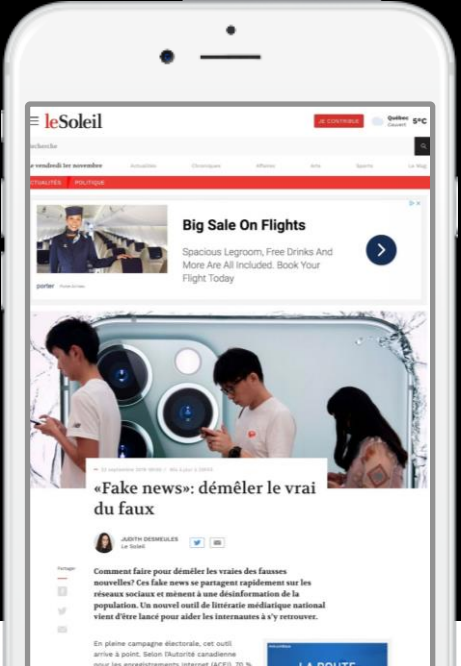 leSoleil
JE CONTRIBUE
Québec 5°C
Couvert
recherche
le vendredi 1er novembre Actualités Chroniques Affaires Arts Sports Le Mag
CTUALITÉS / POLITIQUE
Big Sale On Flights
Spacious Legroom, Free Drinks And
More Are All Included. Book Your
Flight Today
porter
«Fake news»: démêler le vrai
du faux
JUDITH DESMEULES
Le Soleil
Partager
Comment faire pour démêler les vraies des fausses
nouvelles? Ces fake news se partagent rapidement sur les
réseaux sociaux et mènent à une désinformation de la
population. Un nouvel outil de littératie médiatique national
vient d'être lancé pour aider les internautes à s'y retrouver.
En pleine campagne électorale, cet outil
arrive à point. Selon l'Autorité canadienne
pour les enregistrements internet (ACEI), 70 %
LA ROUTE